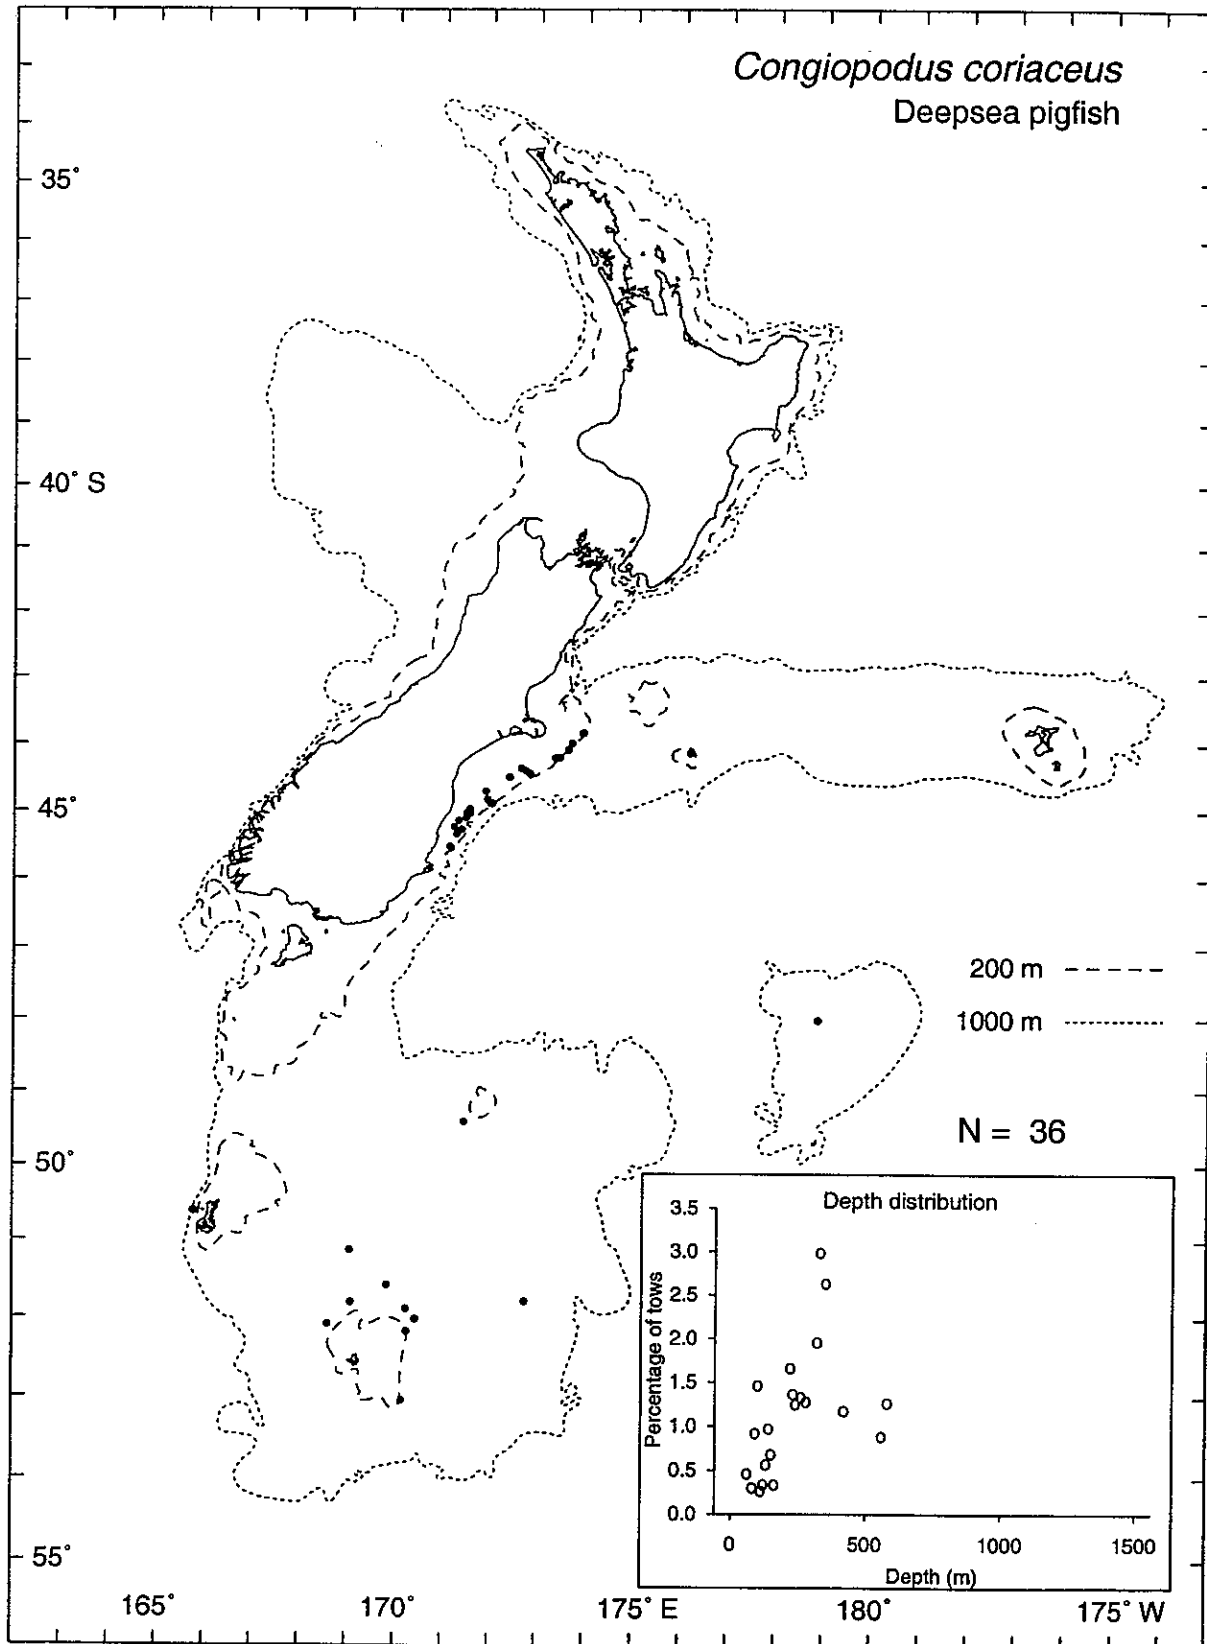 Congiopodus coriaceus
Deepsea pigfish
35°
40° S
45°
200 m
1000 m
N = 36
50°
Depth distribution
3.5
3.0
2.5
2.0
1.5
1.0
0.5
0.0
Percentage of tows
0 500 1000 1500
Depth (m)
55°
165° 170° 175° E 180° 175° W